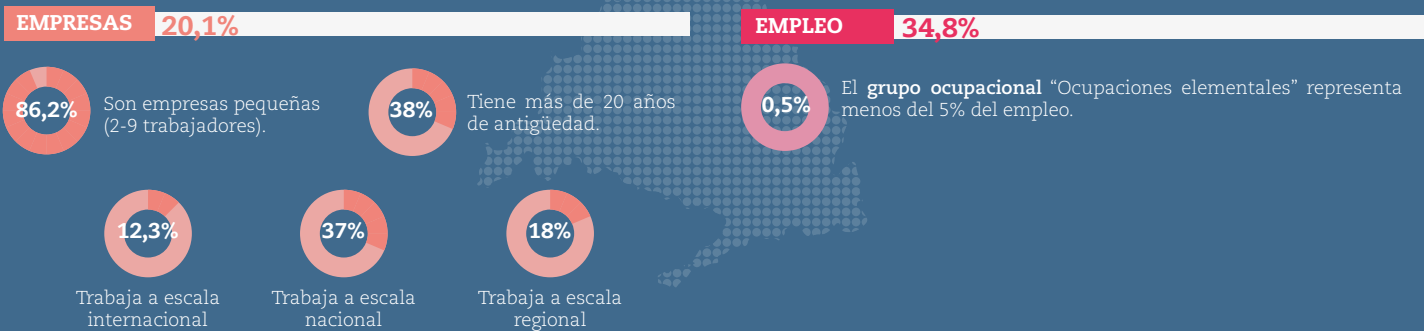 EMPRESAS 20,1%
86,2%
Son empresas pequeñas
(2-9 trabajadores).
38%
Tiene más de 20 años
de antigüedad.
12,3%
Trabaja a escala
internacional
37%
Trabaja a escala
nacional
18%
Trabaja a escala
regional
EMPLEO 34,8%
0,5%
El grupo ocupacional “Ocupaciones elementales” representa
menos del 5% del empleo.